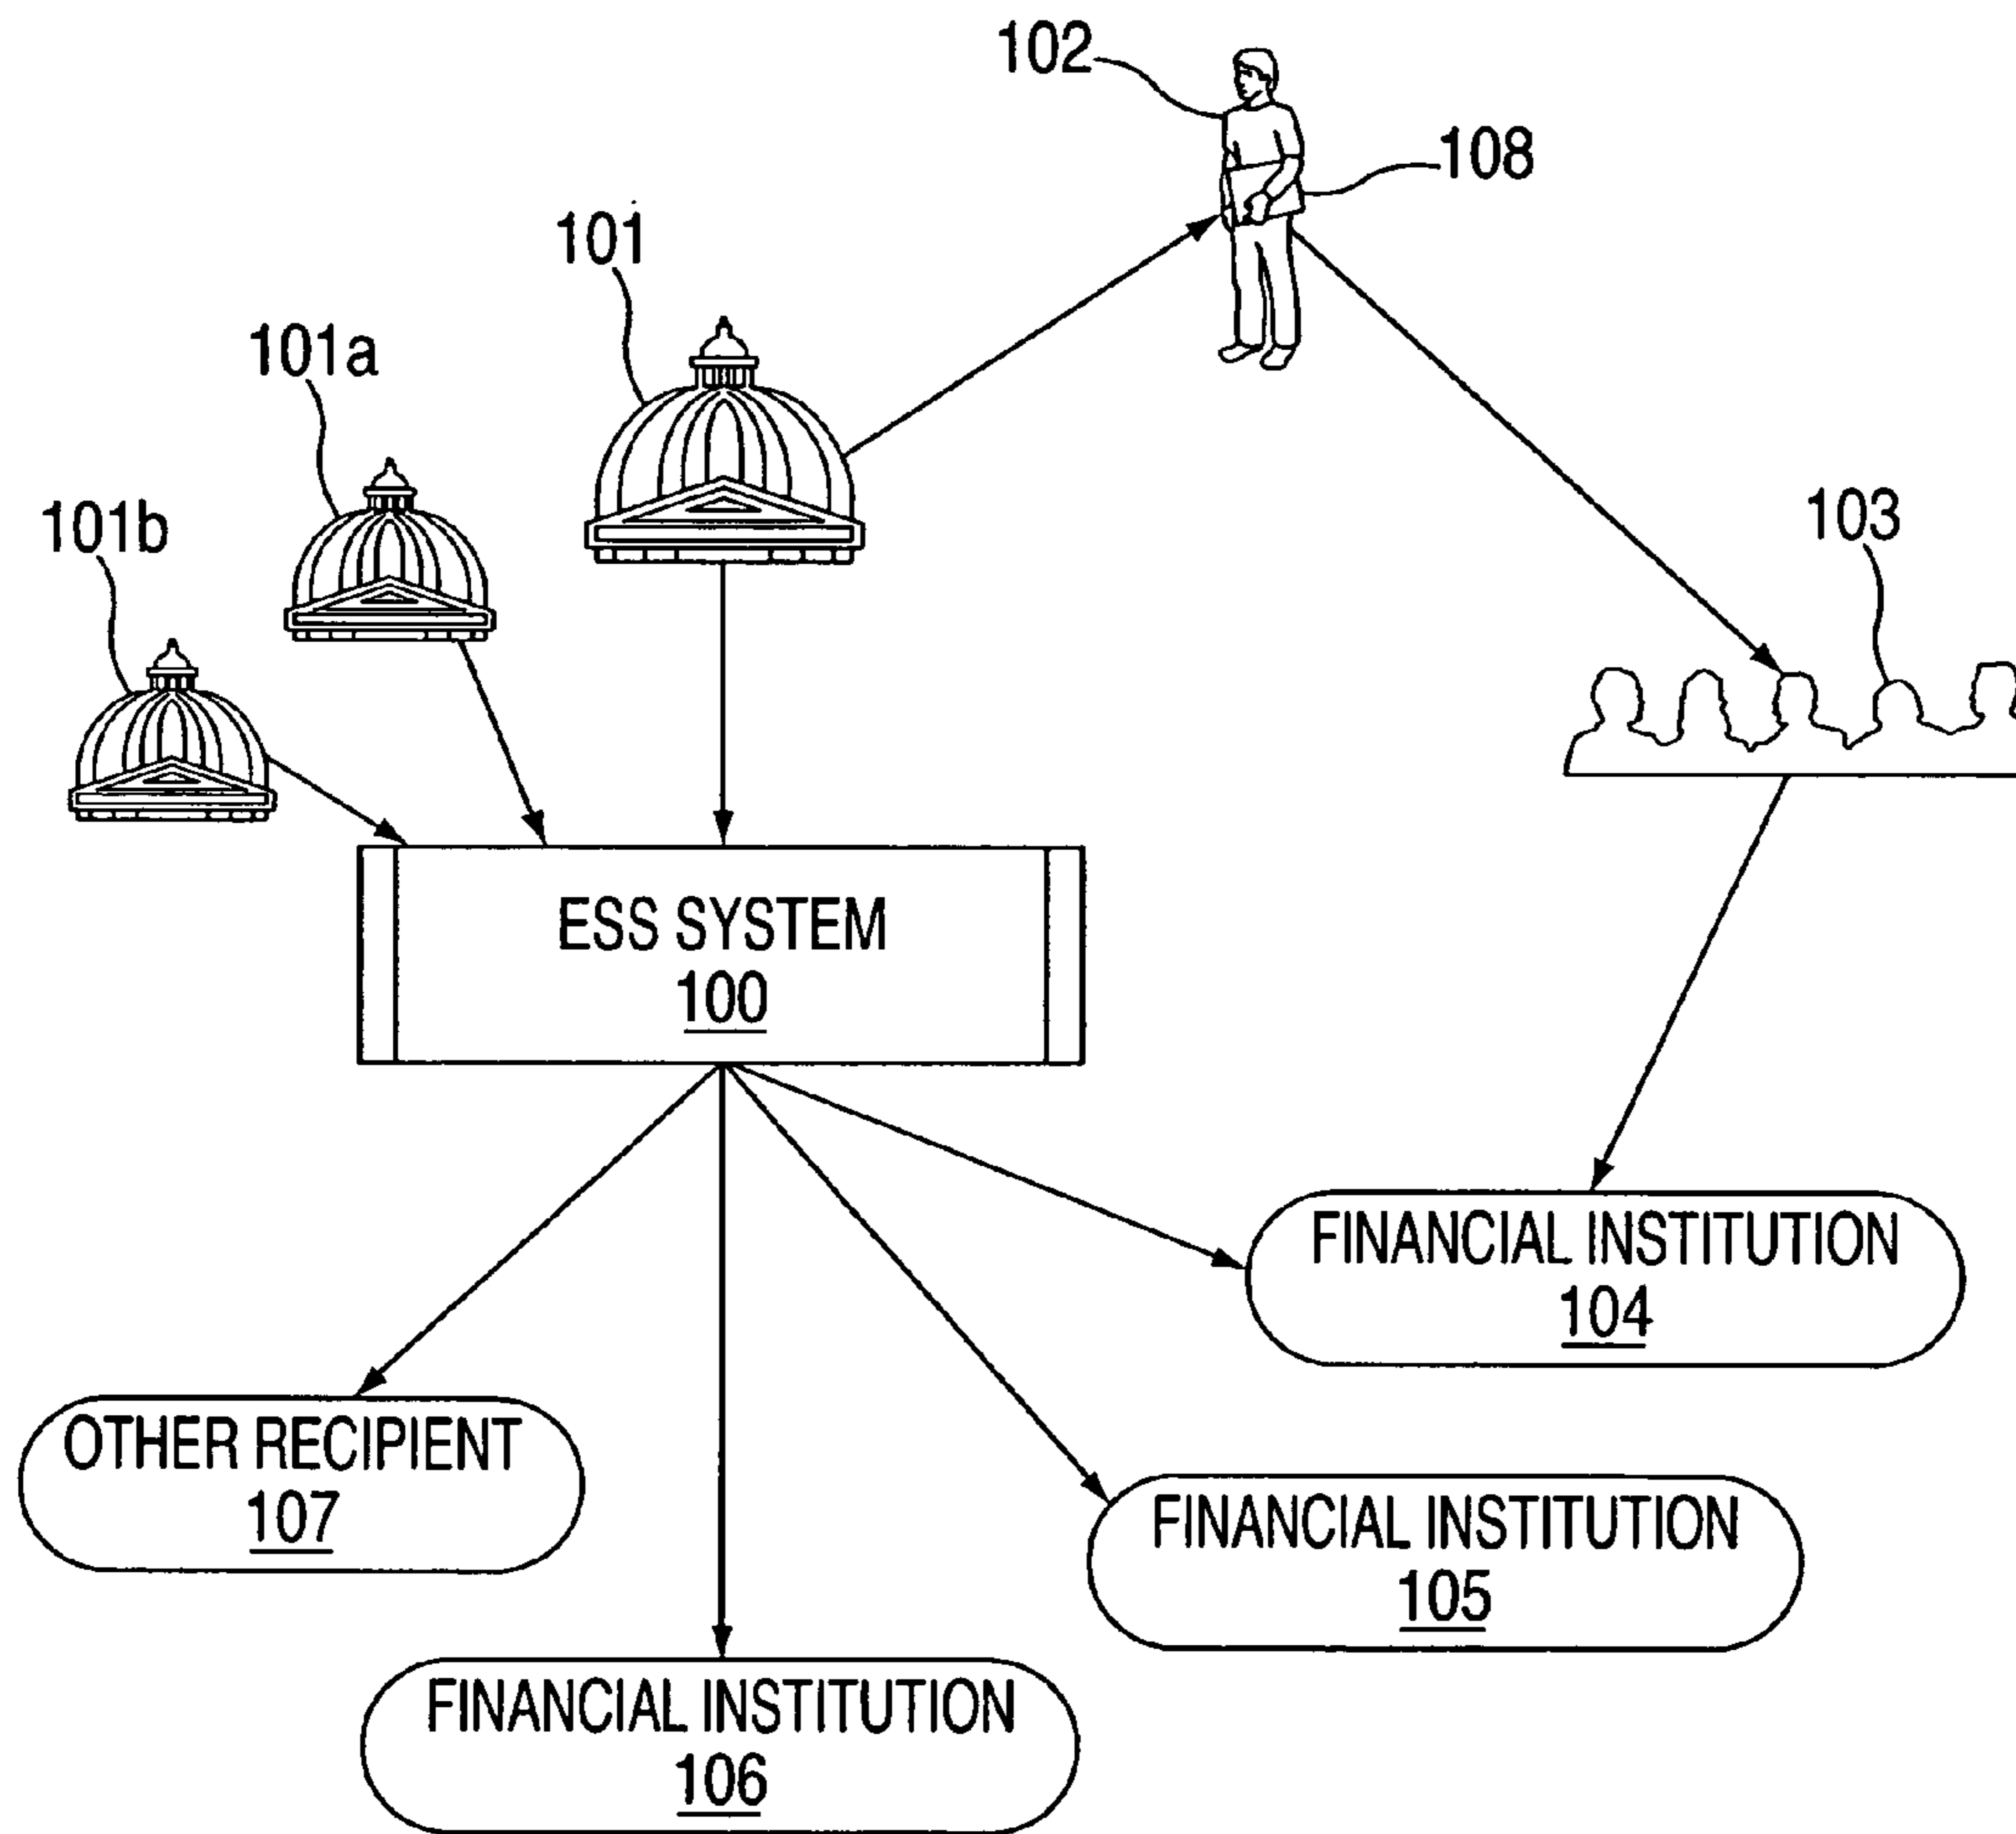 102
108
101
101a
101b
103
ESS SYSTEM
100
FINANCIAL INSTITUTION
104
OTHER RECIPIENT
107
FINANCIAL INSTITUTION
105
FINANCIAL INSTITUTION
106